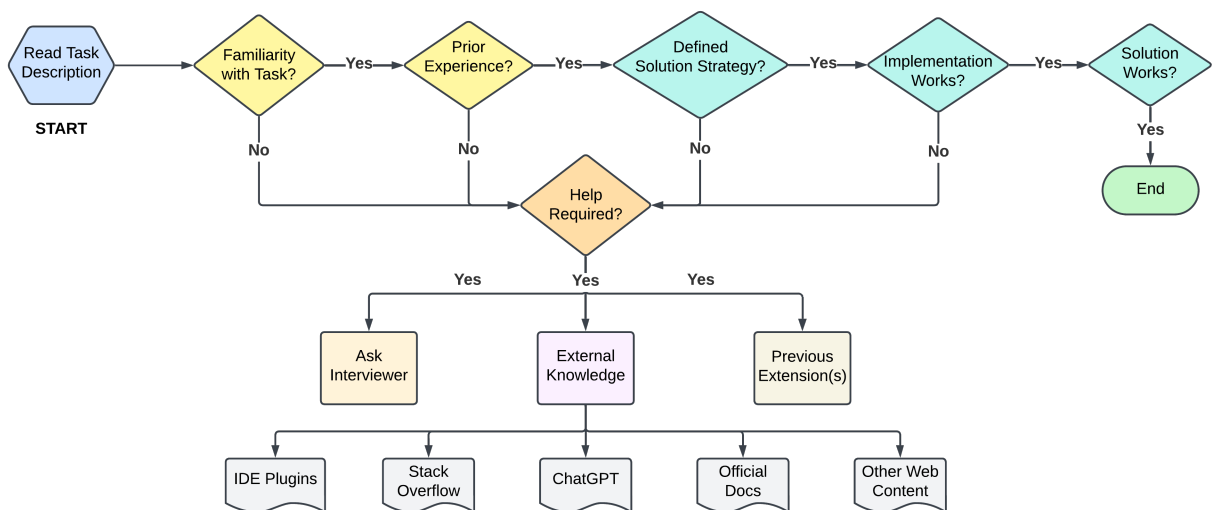 Read Task
Description
START
Familiarity
with Task?
Yes
Prior
Experience?
Yes
Defined
Solution Strategy?
Yes
Implementation
Works?
Yes
Solution
Works?
No
No
No
No
Yes
End
Help
Required?
Yes
Yes
Yes
Ask
Interviewer
External
Knowledge
Previous
Extension(s)
IDE Plugins
Stack
Overflow
ChatGPT
Official
Docs
Other Web
Content